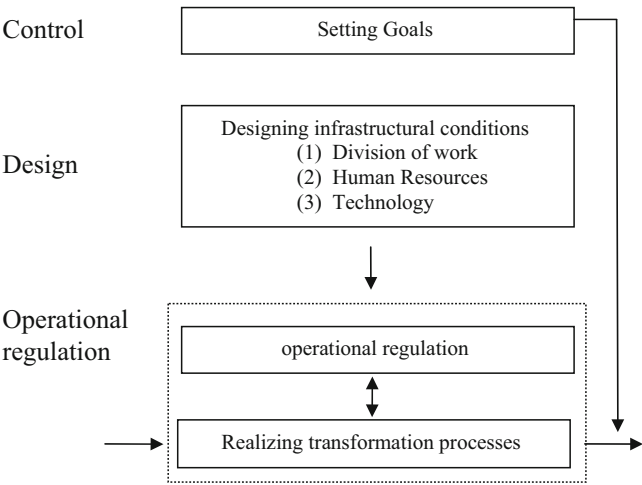 Control
Setting Goals
Design
Designing infrastructural conditions
(1) Division of work
(2) Human Resources
(3) Technology
Operational
regulation
operational regulation
Realizing transformation processes